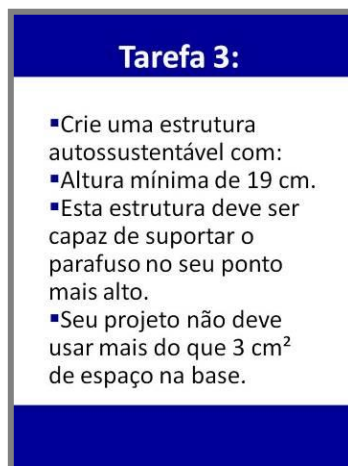 Tarefa 3:
▪Crie uma estrutura
autossustentável com:
▪Altura mínima de 19 cm.
▪Esta estrutura deve ser
capaz de suportar o
parafuso no seu ponto
mais alto.
▪Seu projeto não deve
usar mais do que 3 cm²
de espaço na base.